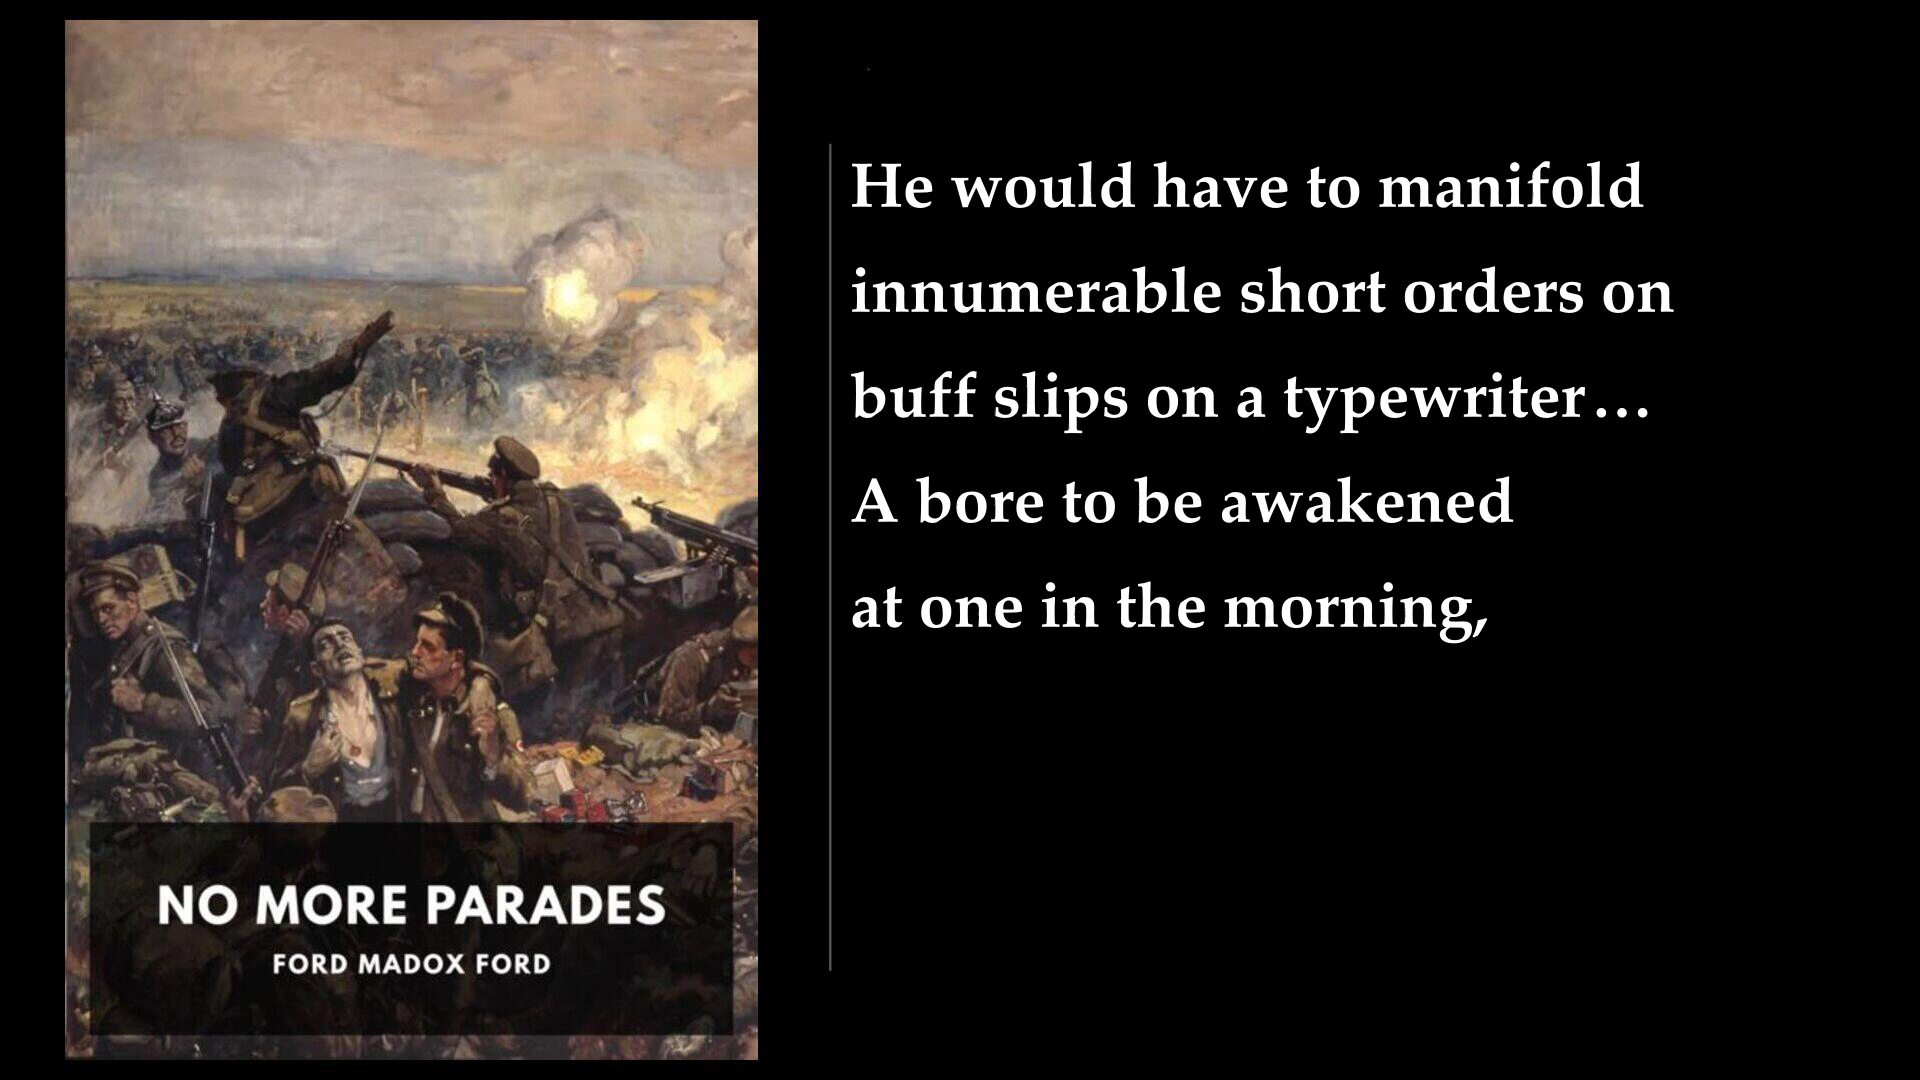 He would have to manifold
innumerable short orders on
buff slips on a typewriter…
A bore to be awakened
at one in the morning,
NO MORE PARADES
FORD MADOX FORD